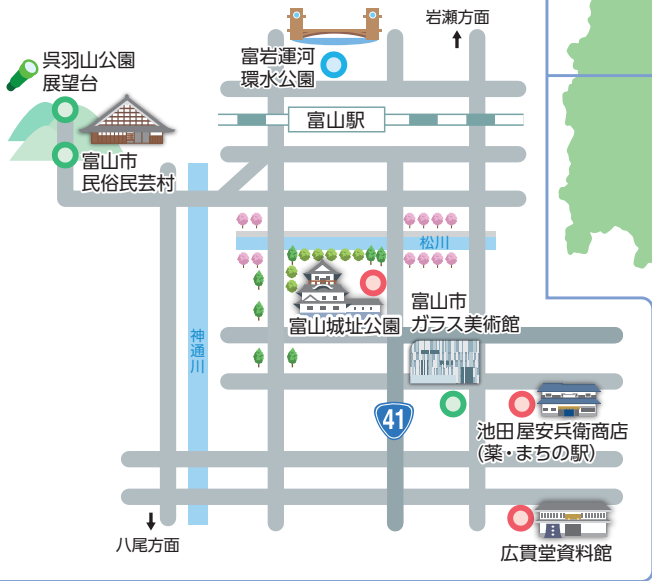 岩瀬方面
呉羽山公園
展望台
富岩運河
環水公園
富山駅
富山市
民俗民芸村
松川
富山城址公園
富山市
ガラス美術館
神通川
41
池田屋安兵衛商店
(薬・まちの駅)
八尾方面
広貫堂資料館